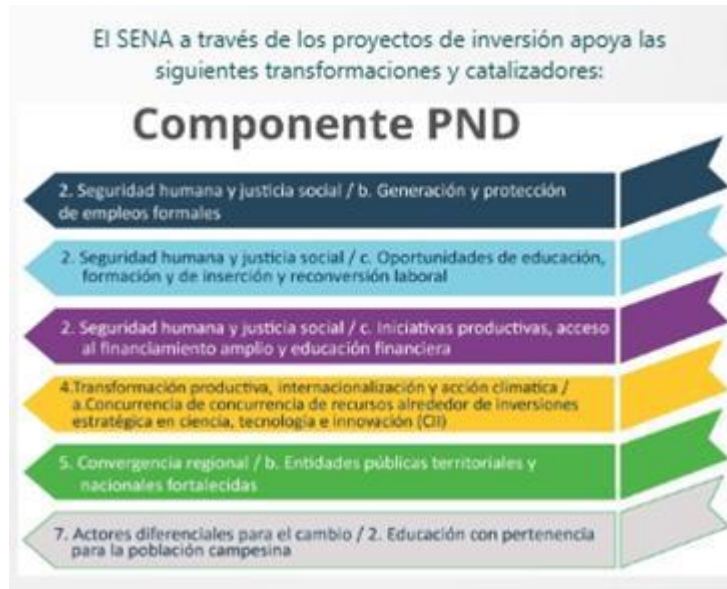 El SENA a través de los proyectos de inversión apoya las
siguientes transformaciones y catalizadores:
Componente PND
2. Seguridad humana y justicia social / b. Generación y protección
de empleos formales
2. Seguridad humana y justicia social / c. Oportunidades de educación,
formación y de inserción y reconversión laboral
2. Seguridad humana y justicia social / c. Iniciativas productivas, acceso
al financiamiento amplio y educación financiera
4.Transformación productiva, internacionalización y acción climatica /
a.Concurrencia de concurrencia de recursos alrededor de inversiones
estratégica en ciencia, tecnología e innovación (CII)
5. Convergencia regional / b. Entidades públicas territoriales y
nacionales fortalecidas
7. Actores diferenciales para el cambio / 2. Educación con pertenencia
para la población campesina